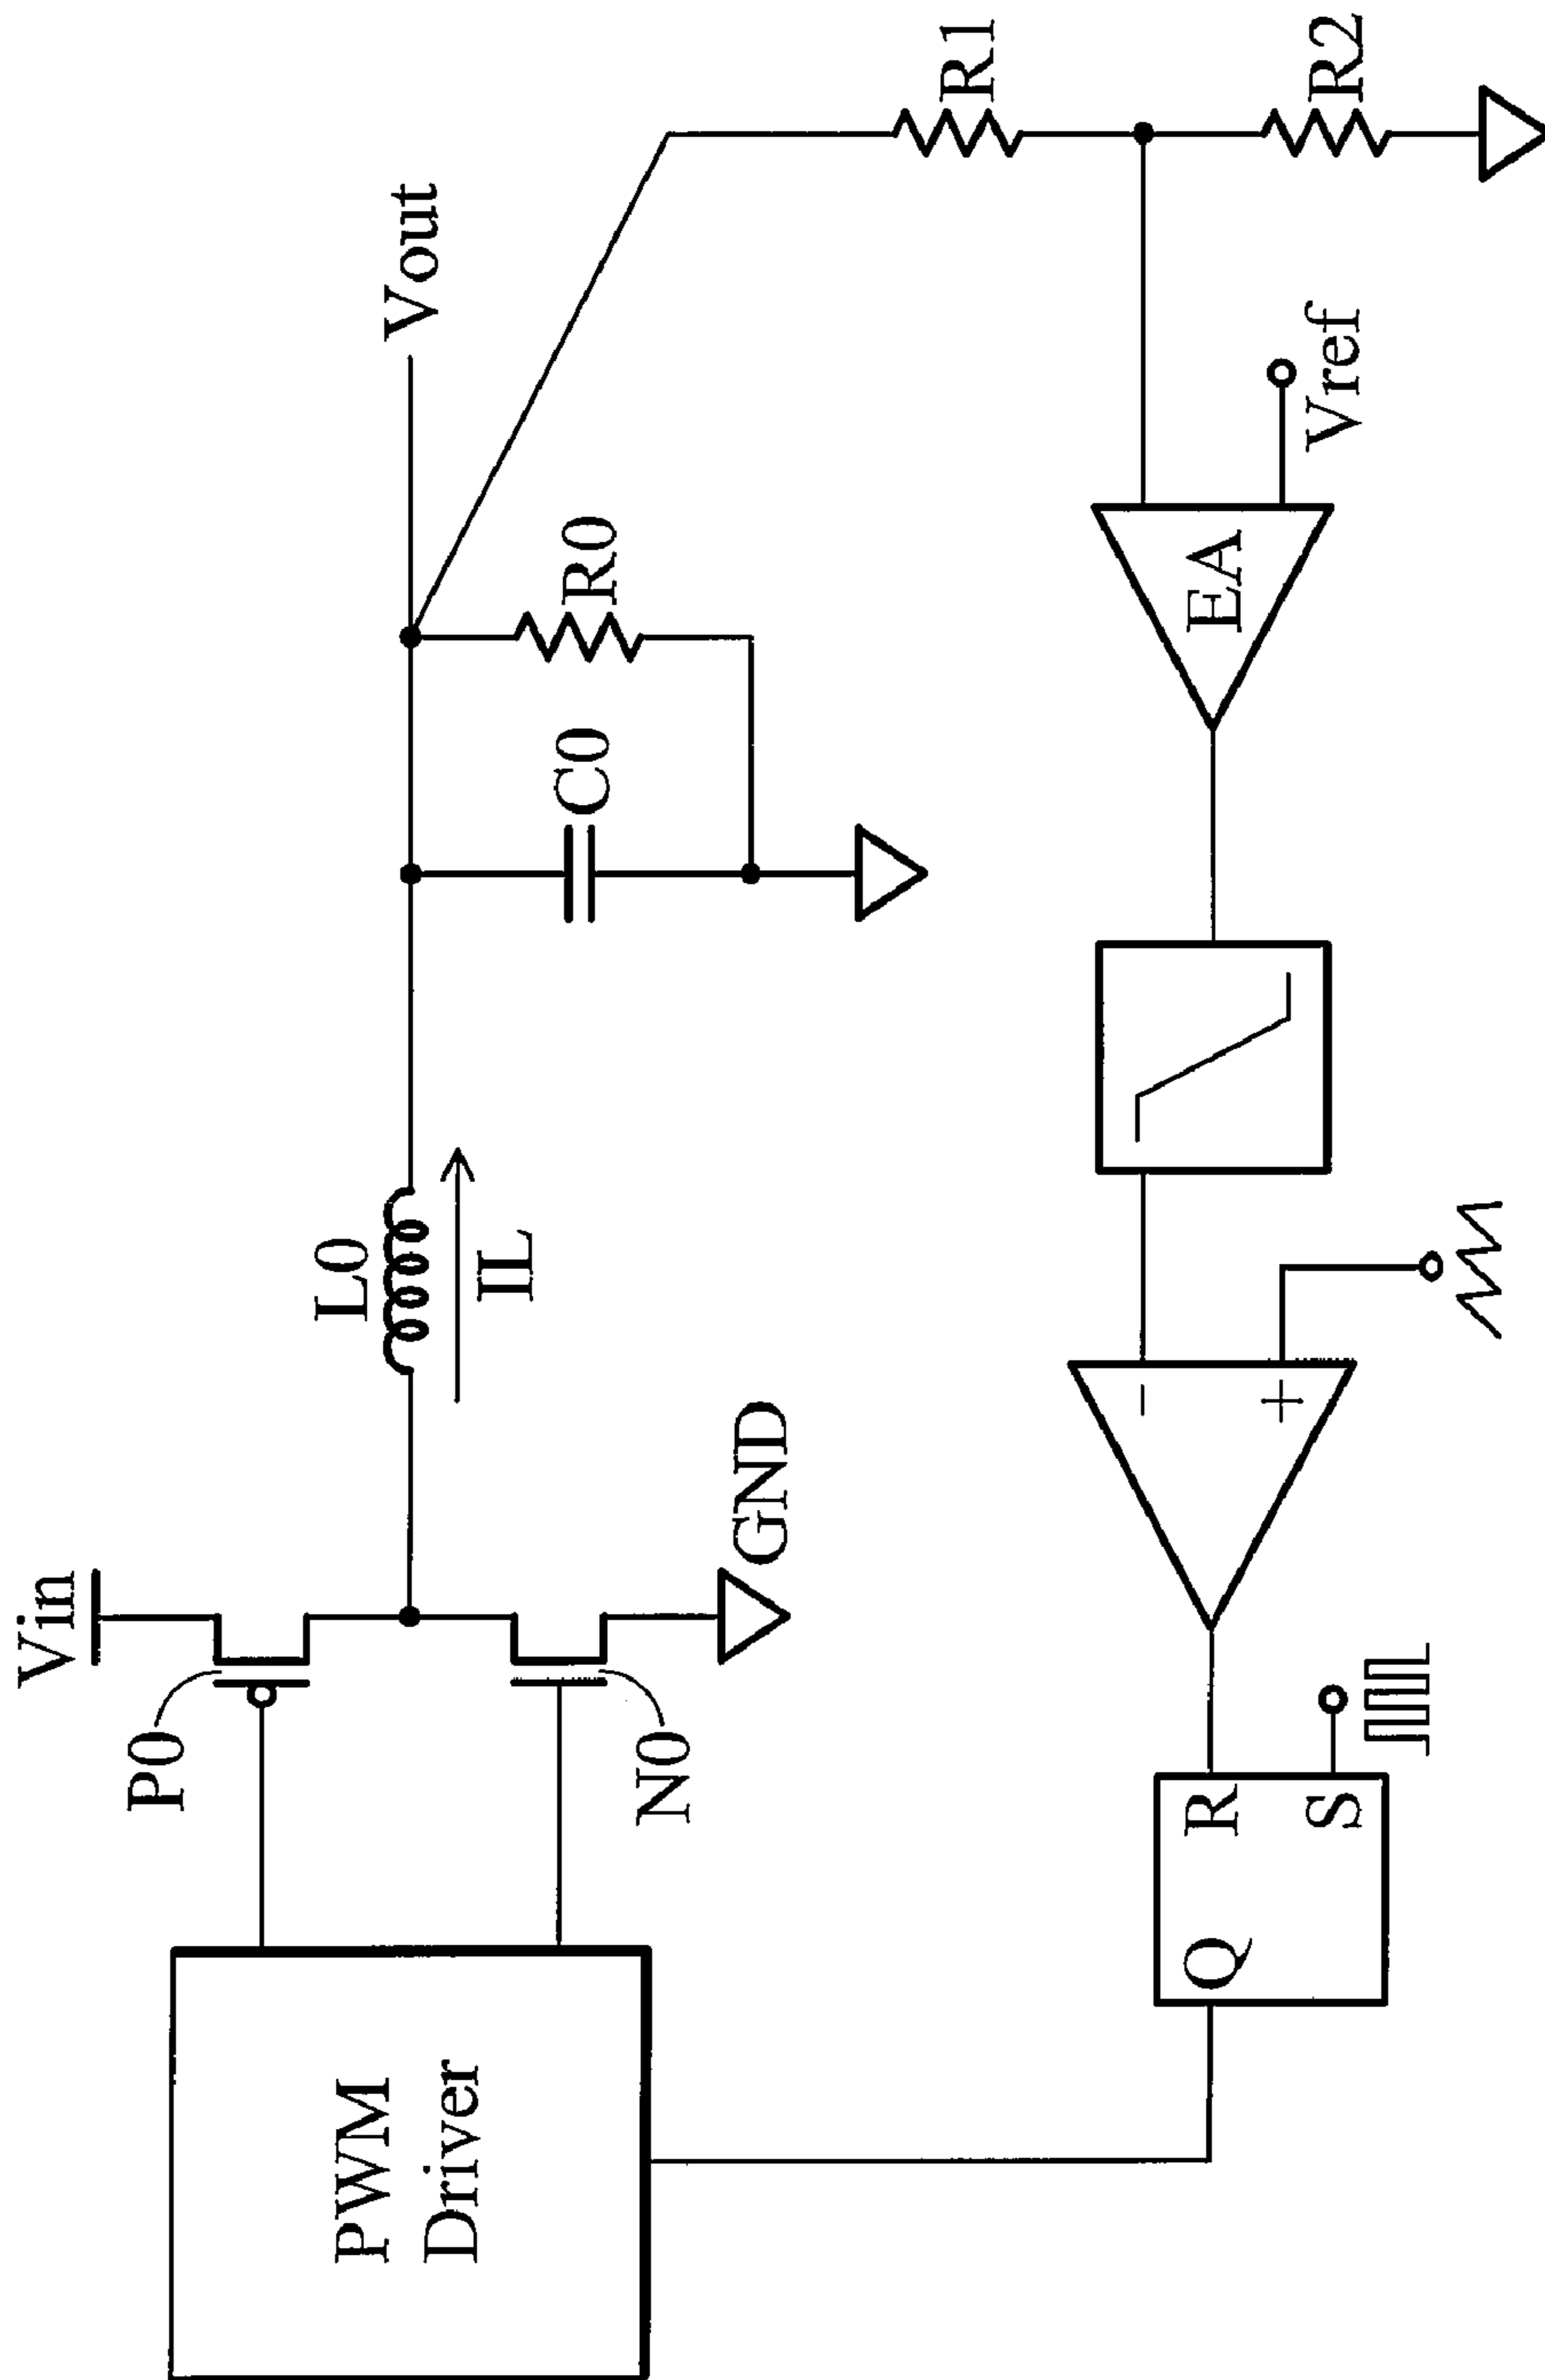 Vin
P0
N0
GND
PWM
Driver
L0
IL
C0
R0
Vout
R1
R2
Vref
EA
-
+
R
S
Q